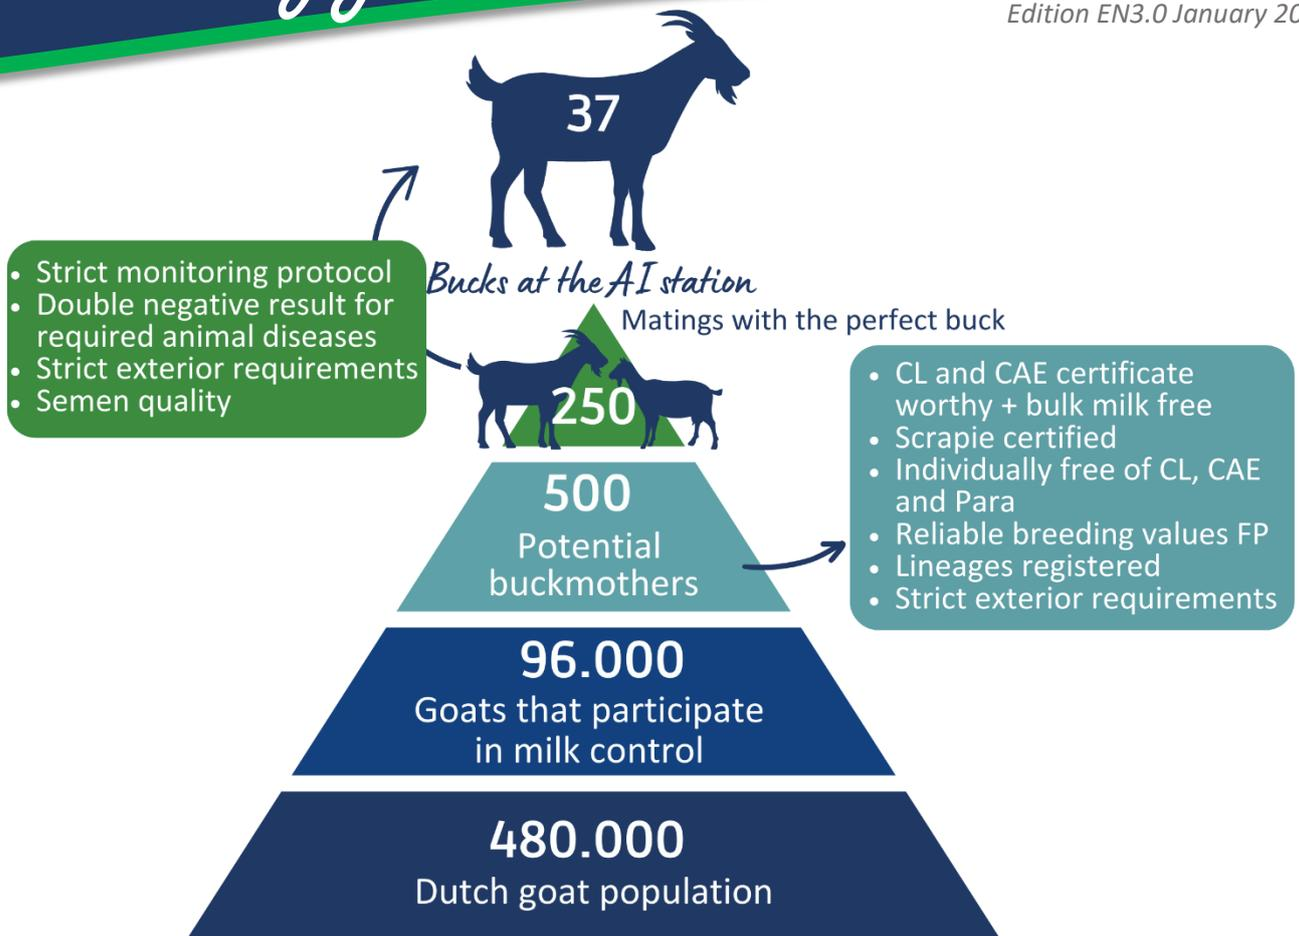 Edition EN3.0 January
37
Bucks at the AI station
• Strict monitoring protocol
• Double negative result for
required animal diseases
• Strict exterior requirements
• Semen quality
Matings with the perfect buck
250
• CL and CAE certificate
worthy + bulk milk free
• Scrapie certified
• Individually free of CL, CAE
and Para
• Reliable breeding values FP
• Lineages registered
• Strict exterior requirements
500
Potential
buckmothers
96.000
Goats that participate
in milk control
480.000
Dutch goat population